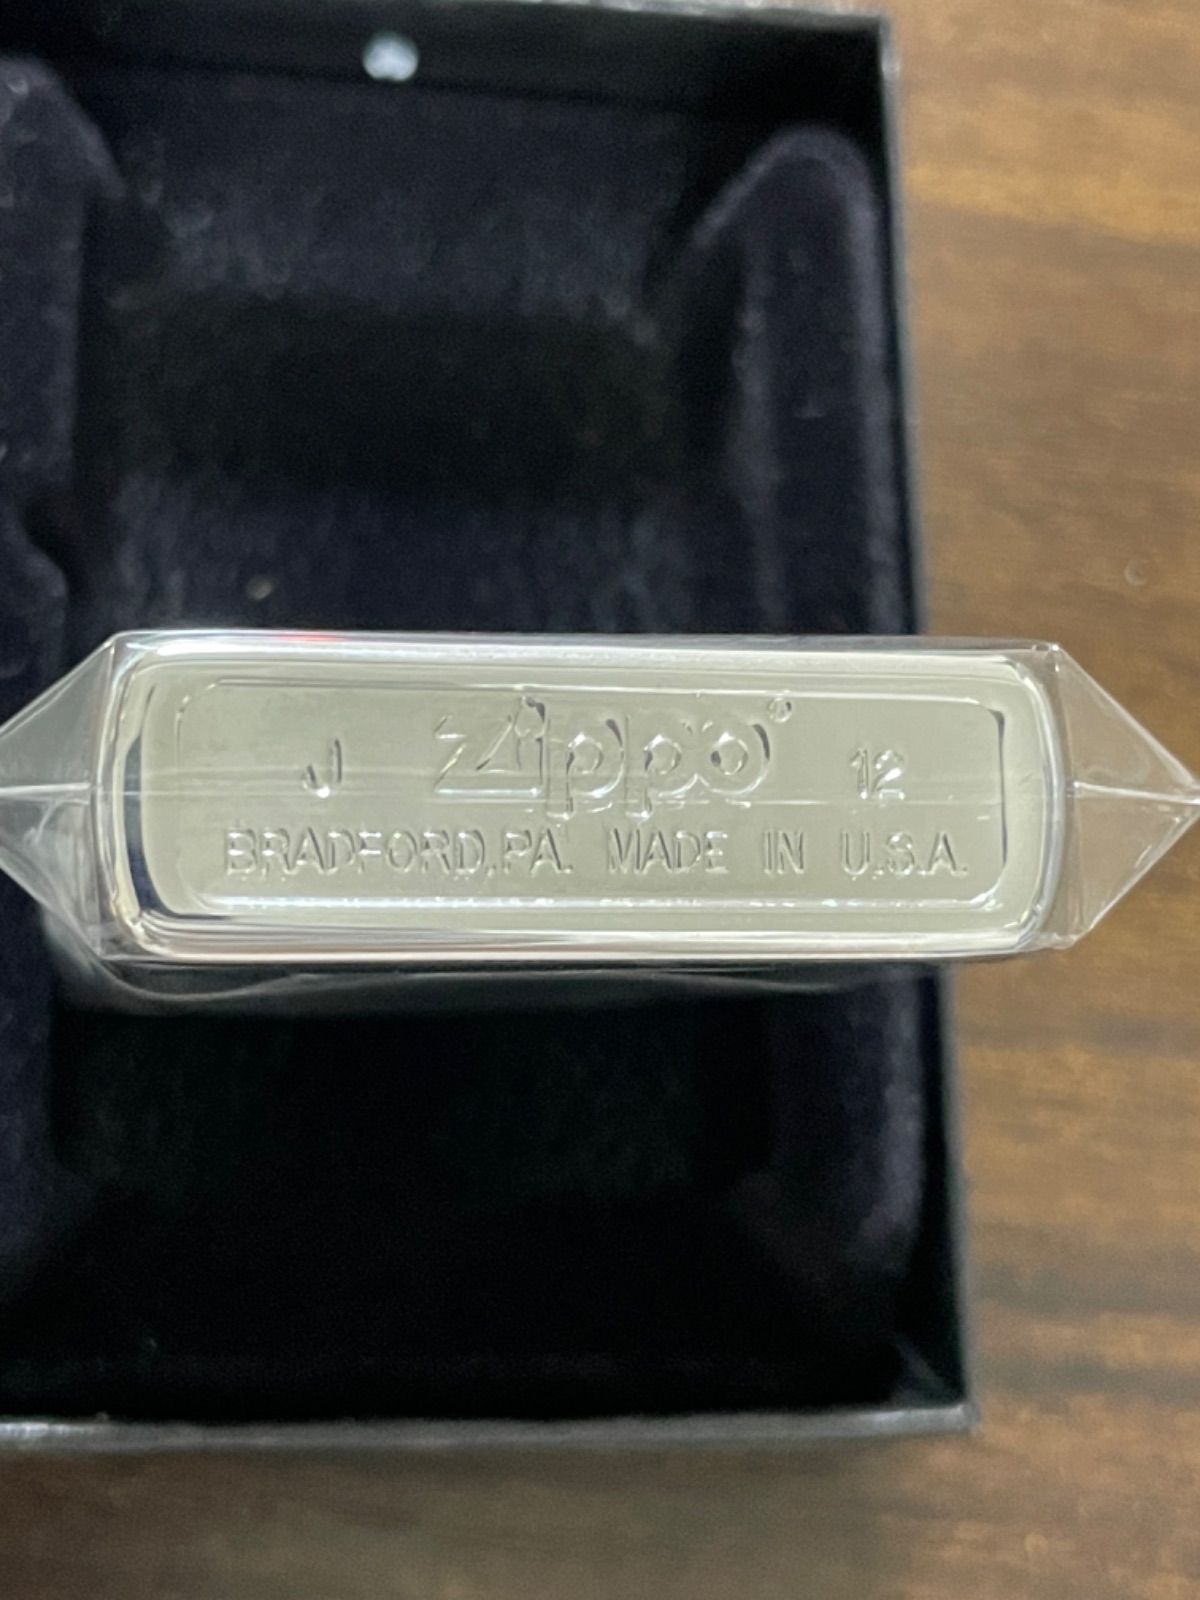 J Zippo® 12
BRADFORD, PA. MADE IN U.S.A.